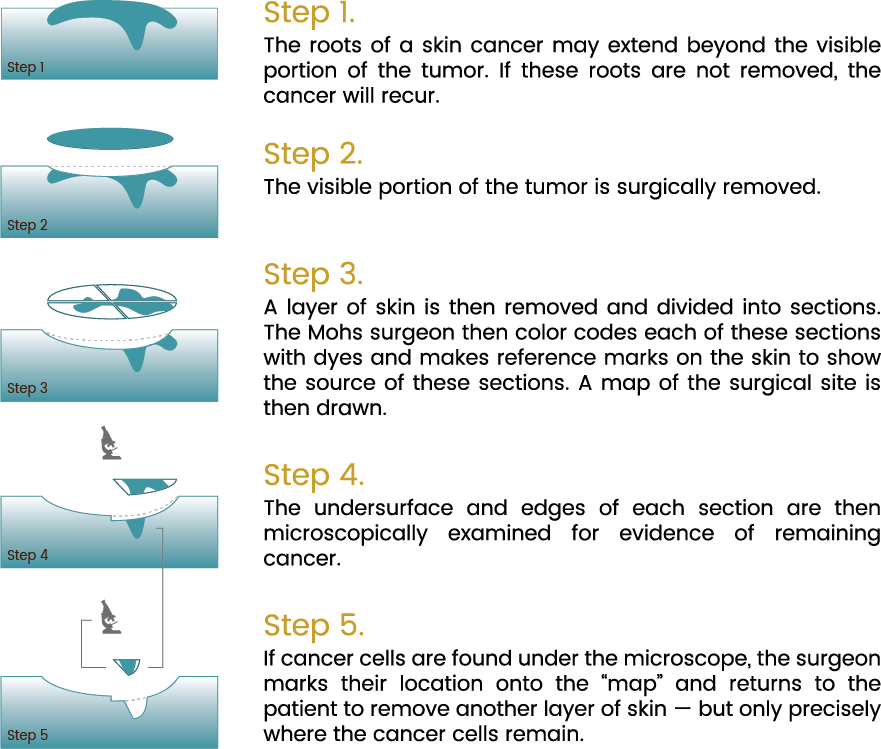 Step 1.
The roots of a skin cancer may extend beyond the visible
portion of the tumor. If these roots are not removed, the
cancer will recur.
Step 1
Step 2.
The visible portion of the tumor is surgically removed.
Step 2
Step 3.
A layer of skin is then removed and divided into sections.
The Mohs surgeon then color codes each of these sections
with dyes and makes reference marks on the skin to show
the source of these sections. A map of the surgical site is
then drawn.
Step 3
Step 4.
The undersurface and edges of each section are then
microscopically examined for evidence of remaining
cancer.
Step 4
Step 5.
If cancer cells are found under the microscope, the surgeon
marks their location onto the “map” and returns to the
patient to remove another layer of skin — but only precisely
where the cancer cells remain.
Step 5